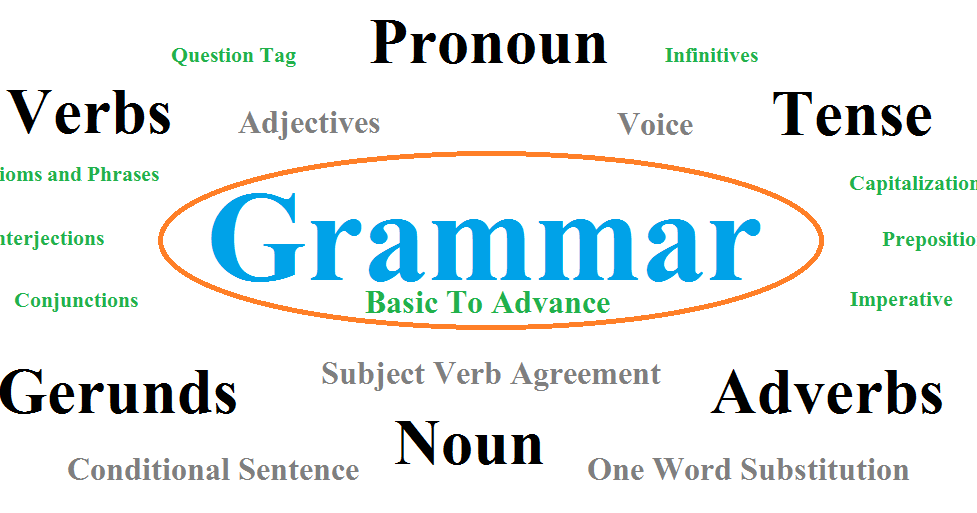 Pronoun
Question Tag
Infinitives
Verbs
Adjectives
Voice
Tense
ioms and Phrases
Capitalization
Grammar
nterjections
Prepositio
Conjunctions
Basic To Advance
Imperative
Subject Verb Agreement
Gerunds
Adverbs
Noun
Conditional Sentence
One Word Substitution